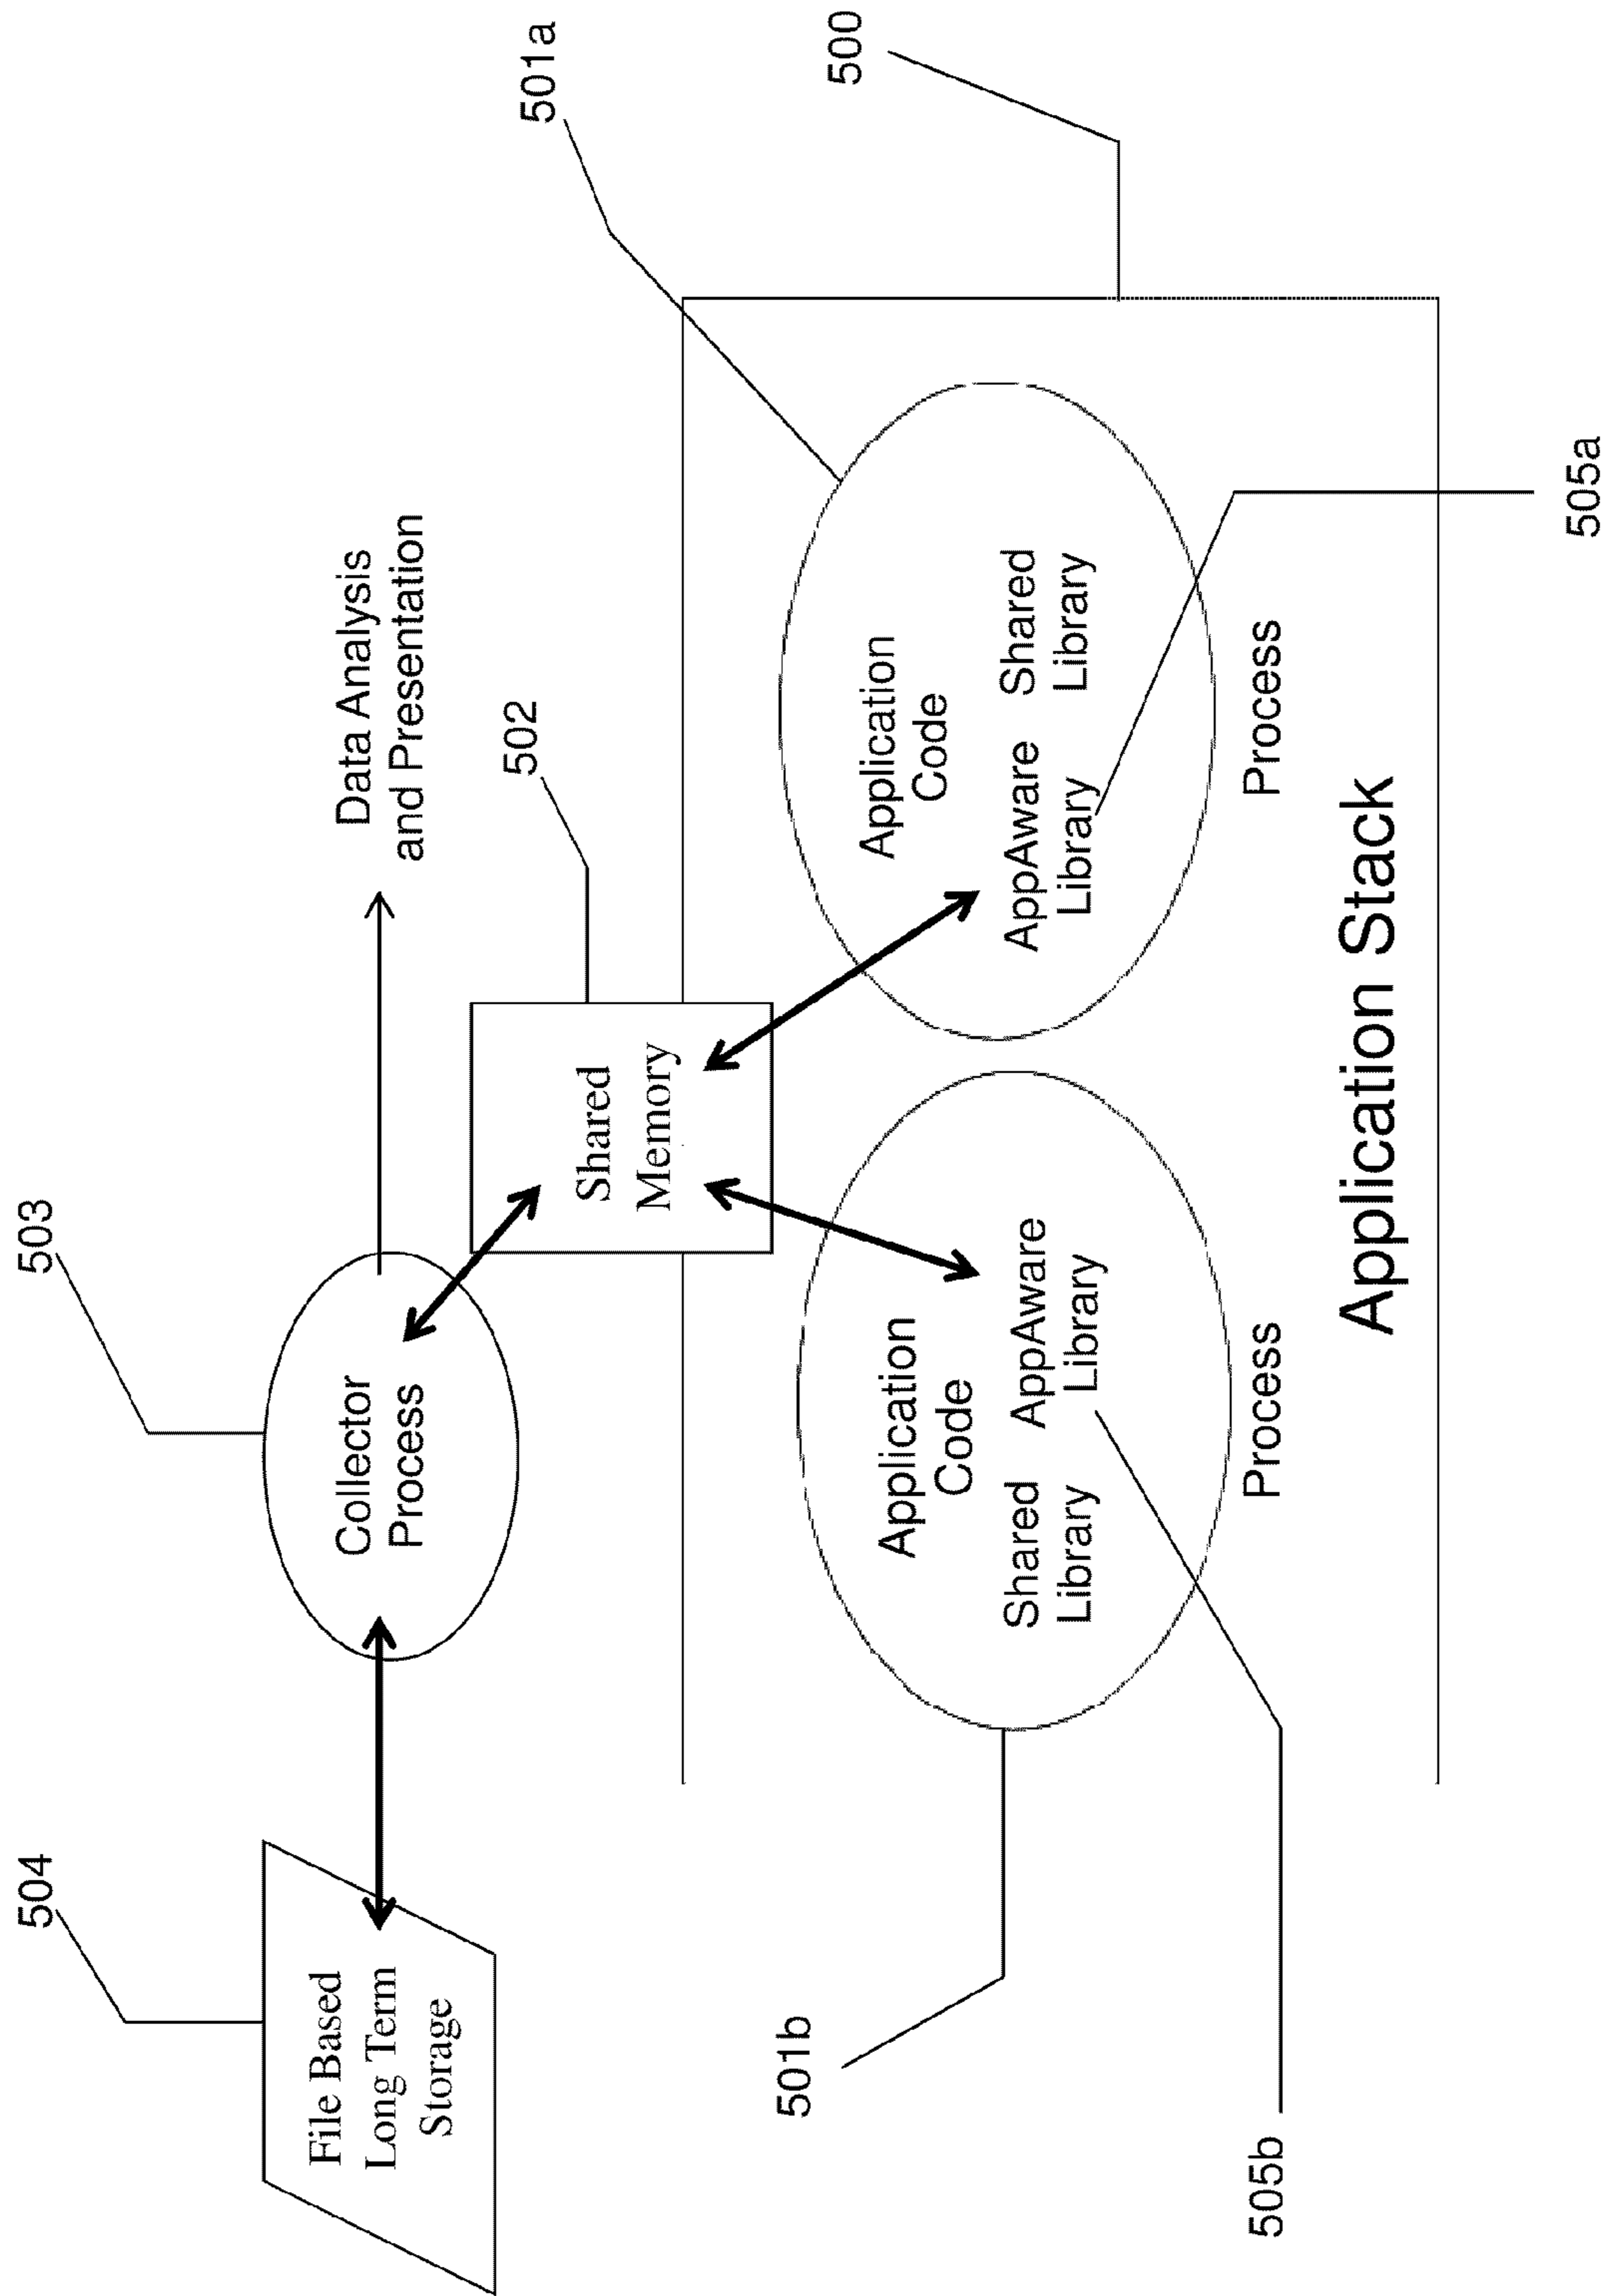 504
503
File Based
Long Term
Storage
Collector
Process
Data Analysis
and Presentation
502
501a
Shared
Memory
500
501b
Application
Code
Shared
Library
AppAware
Library
Process
Application
Code
AppAware
Library
Shared
Library
Process
Application Stack
505b
505a